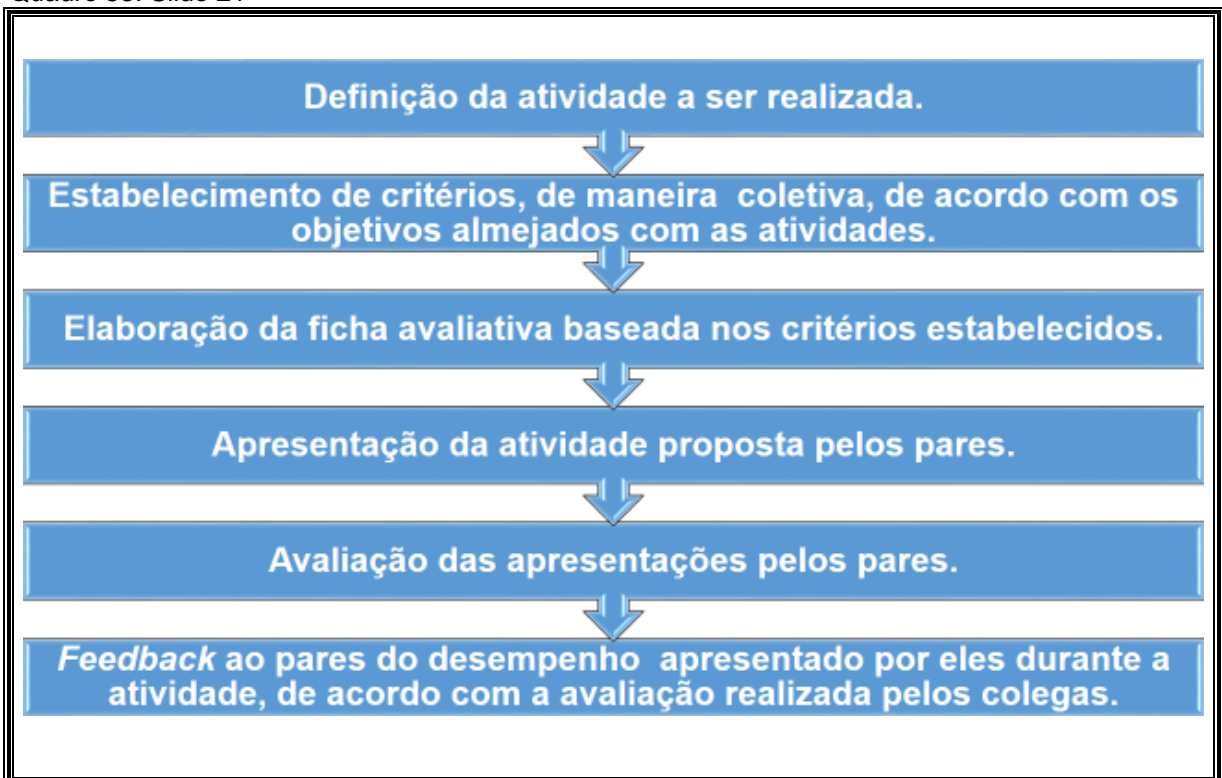 Definição da atividade a ser realizada.
Estabelecimento de critérios, de maneira coletiva, de acordo com os
objetivos almejados com as atividades.
Elaboração da ficha avaliativa baseada nos critérios estabelecidos.
Apresentação da atividade proposta pelos pares.
Avaliação das apresentações pelos pares.
Feedback ao pares do desempenho apresentado por eles durante a
atividade, de acordo com a avaliação realizada pelos colegas.